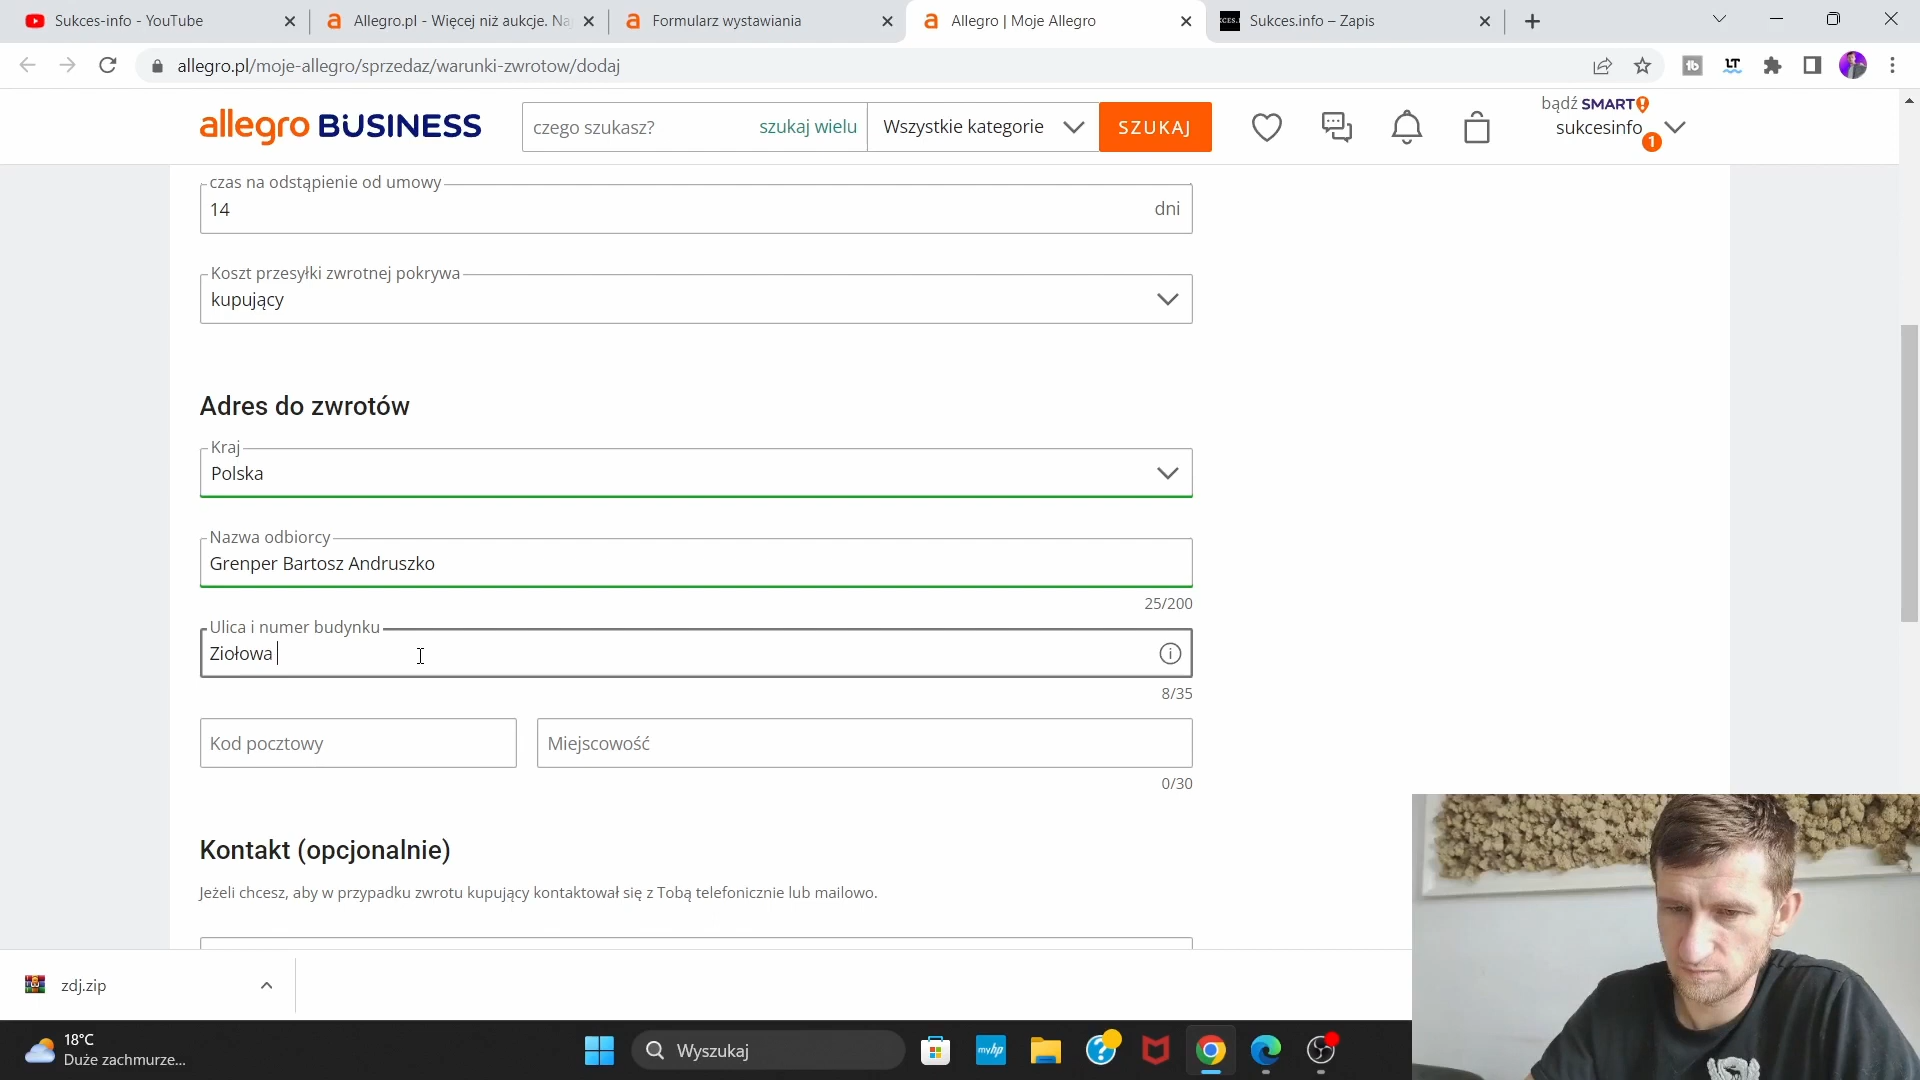 Sukces-info - YouTube
Allegro.pl - Więcej niż aukcje. Na
Formularz wystawiania
Allegro | Moje Allegro
Sukces.info – Zapis
allegro.pl/moje-allegro/sprzedaz/warunki-zwrotow/dodaj
allegro BUSINESS
czego szukasz?
szukaj wielu
Wszystkie kategorie
SZUKAJ
bądź SMART!
sukcesinfo
1
czas na odstąpienie od umowy
14
dni
Koszt przesyłki zwrotnej pokrywa
kupujący
Adres do zwrotów
Kraj
Polska
Nazwa odbiorcy
Grenper Bartosz Andruszko
25/200
Ulica i numer budynku
Ziołowa
8/35
Kod pocztowy
Miejscowość
0/30
Kontakt (opcjonalnie)
Jeżeli chcesz, aby w przypadku zwrotu kupujący kontaktował się z Tobą telefonicznie lub mailowo.
zdj.zip
18°C
Duże zachmurze...
Wyszukaj
myhp